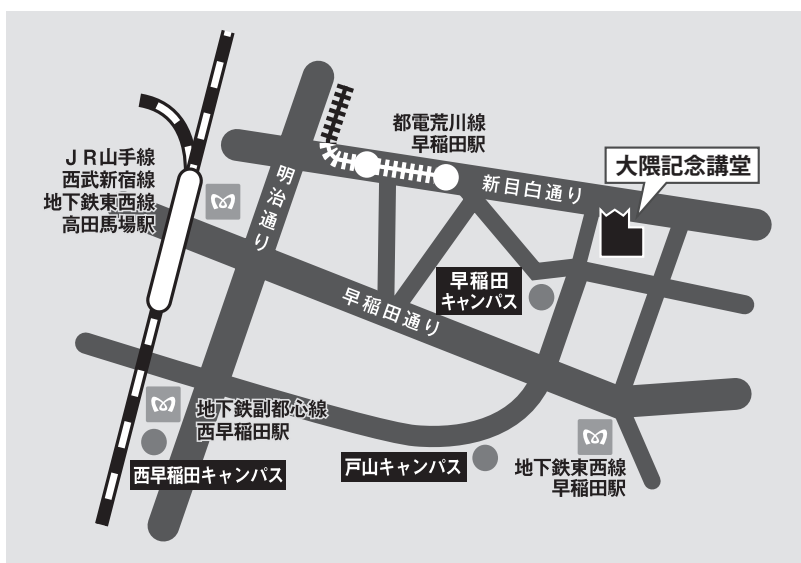 都電荒川線
早稲田駅
JR山手線
西武新宿線
地下鉄東西線
高田馬場駅
大隈記念講堂
明治通り
新目白通り
早稲田
キャンパス
早稲田通り
地下鉄副都心線
西早稲田駅
西早稲田キャンパス
戸山キャンパス
地下鉄東西線
早稲田駅